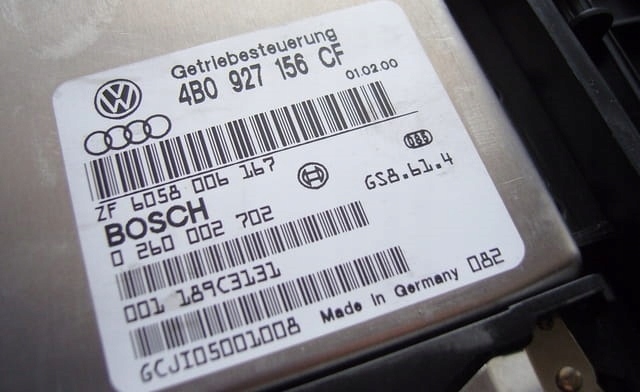 Getriebesteuerung
4B0 927 156 CF
01.02.00
ZF 6058 006 167
BOSCH
GS8.61.4
0 260 002 702
001 189C3131
Made In Germany 082
GCJI05001008